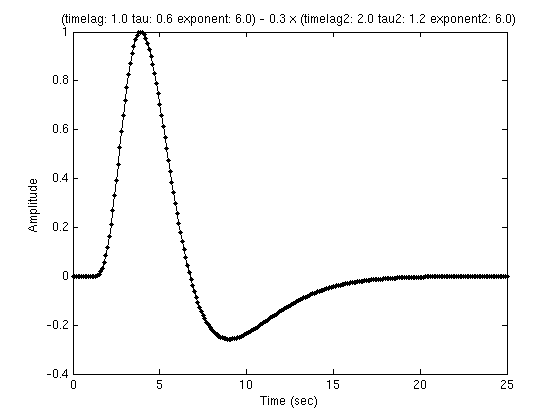 (timelag: 1.0 tau: 0.6 exponent: 6.0) − 0.3 × (timelag2: 2.0 tau2: 1.2 exponent2: 6.0)
1
0.8
0.6
0.4
0.2
0
-0.2
-0.4
Amplitude
0 5 10 15 20 25
Time (sec)